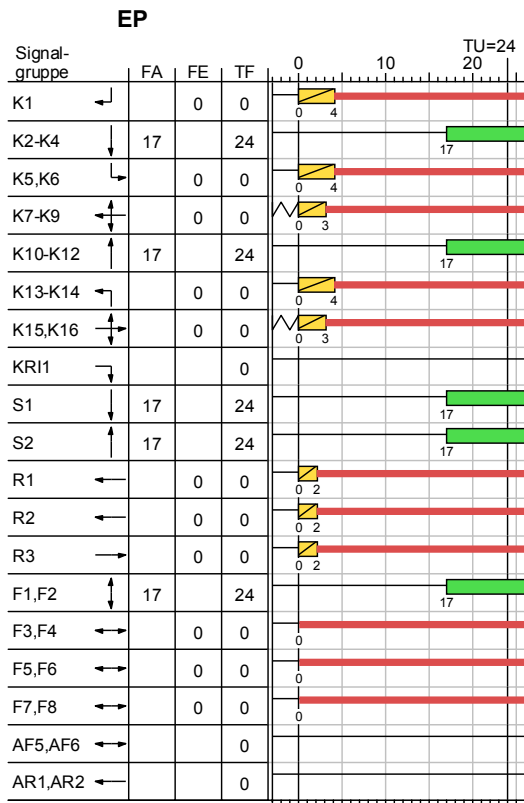 EP
Signal-
gruppe FA FE TF 0 10 20 TU=24
K1 0 0 0 4
K2-K4 17 24 17
K5,K6 0 0 0 4
K7-K9 0 0 0 3
K10-K12 17 24 17
K13-K14 0 0 0 4
K15,K16 0 0 0 3
KRI1 0
S1 17 24 17
S2 17 24 17
R1 0 0 0 2
R2 0 0 0 2
R3 0 0 0 2
F1,F2 17 24 17
F3,F4 0 0 0
F5,F6 0 0 0
F7,F8 0 0 0
AF5,AF6 0
AR1,AR2 0